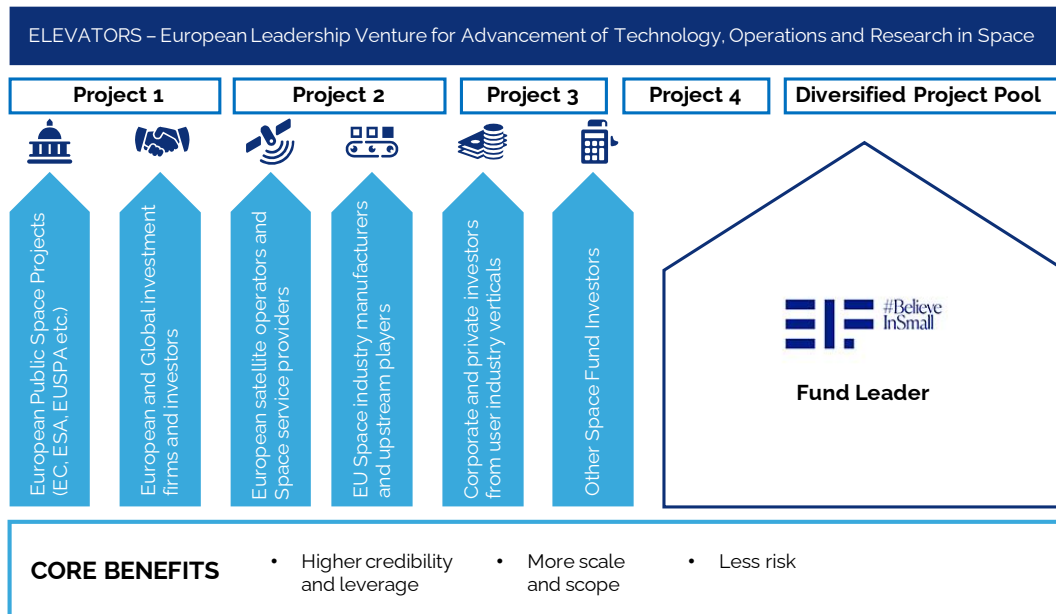 ELEVATORS – European Leadership Venture for Advancement of Technology, Operations and Research in Space
Project 1
Project 2
Project 3
Project 4
Diversified Project Pool
European Public Space Projects
(EC, ESA, EUSPA etc.)
European and Global investment
firms and investors
European satellite operators and
Space service providers
EU Space industry manufacturers
and upstream players
Corporate and private investors
from user industry verticals
Other Space Fund Investors
EIF
#Believe
InSmall
Fund Leader
CORE BENEFITS
• Higher credibility
and leverage
• More scale
and scope
• Less risk